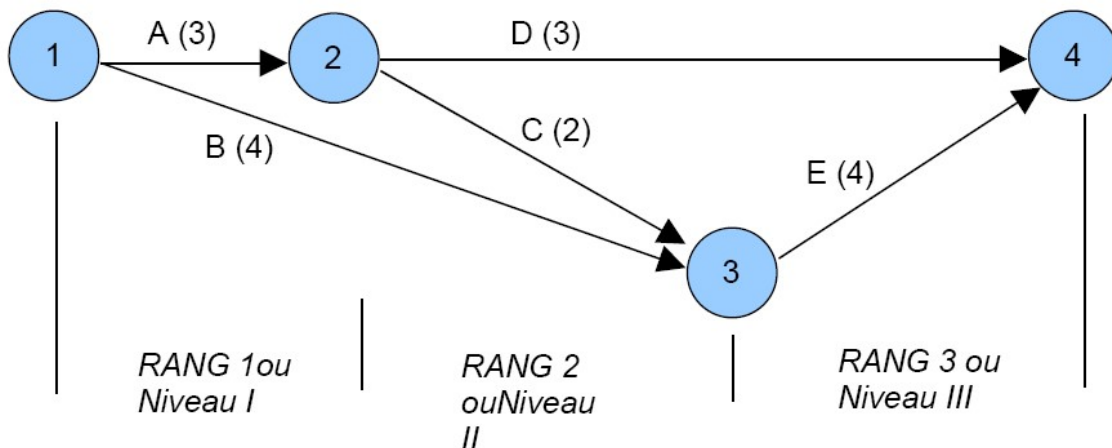 1
A (3)
2
D (3)
4
B (4)
C (2)
E (4)
3
RANG 1ou
Niveau I
RANG 2
ouNiveau
II
RANG 3 ou
Niveau III